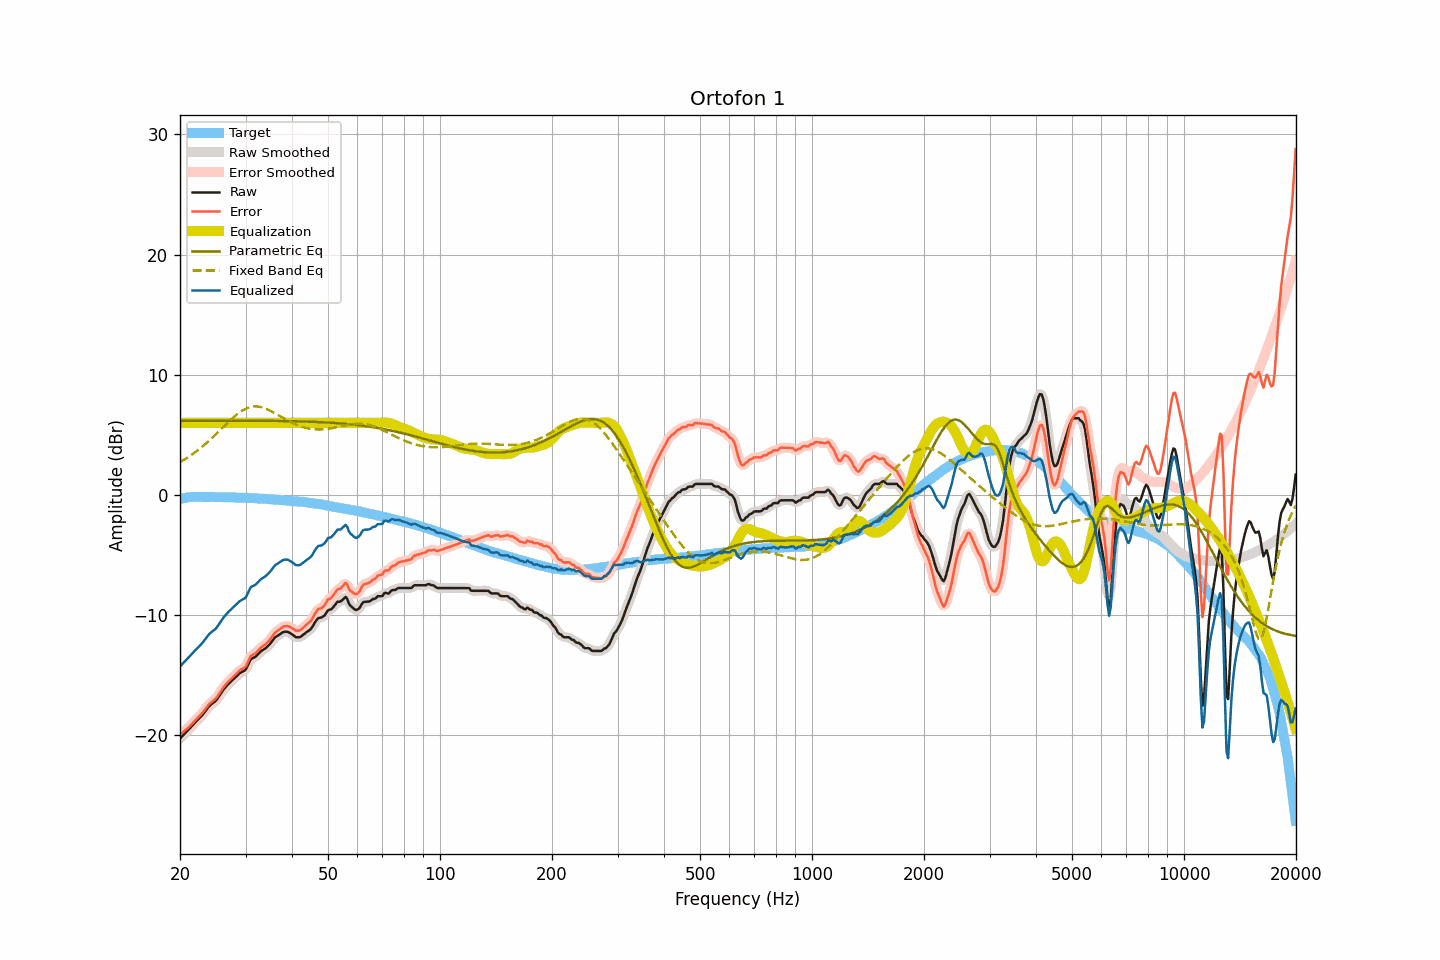 Ortofon 1
30
20
10
0
−10
−20
Amplitude (dBr)
Target
Raw Smoothed
Error Smoothed
Raw
Error
Equalization
Parametric Eq
Fixed Band Eq
Equalized
20 50 100 200 500 1000 2000 5000 10000 20000
Frequency (Hz)